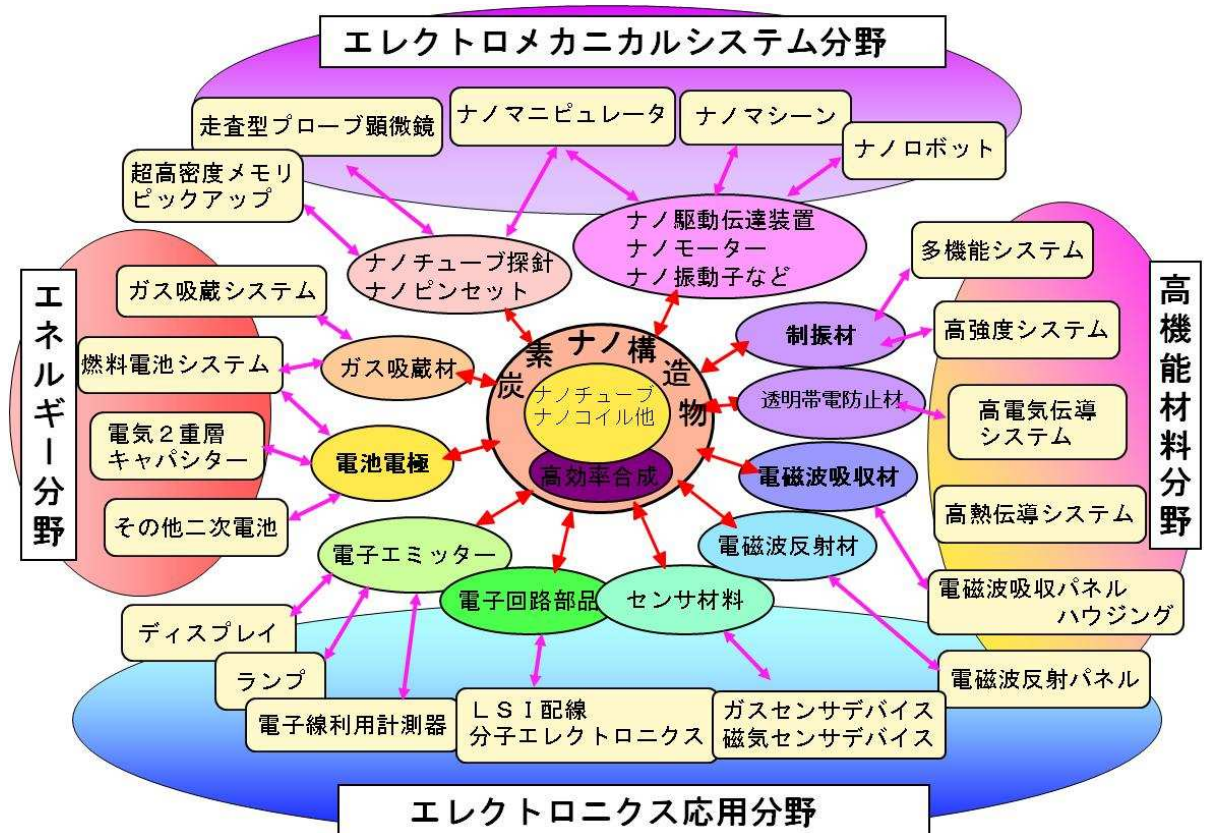 エレクトロメカニカルシステム分野
走査型プローブ顕微鏡
ナノマニピュレータ
ナノマシーン
ナノロボット
超高密度メモリ
ピックアップ
ナノチューブ探針
ナノピンセット
ナノ駆動伝達装置
ナノモーター
ナノ振動子など
エネルギー分野
ガス吸蔵システム
燃料電池システム
電気２重層
キャパシター
その他二次電池
ガス吸蔵材
電池電極
炭素ナノ構造物
ナノチューブ
ナノコイル他
高効率合成
制振材
透明帯電防止材
電磁波吸収材
電磁波反射材
センサ材料
電子回路部品
電子エミッター
高機能材料分野
多機能システム
高強度システム
高電気伝導
システム
高熱伝導システム
電磁波吸収パネル
ハウジング
電磁波反射パネル
ディスプレイ
ランプ
電子線利用計測器
ＬＳＩ配線
分子エレクトロニクス
ガスセンサデバイス
磁気センサデバイス
エレクトロニクス応用分野